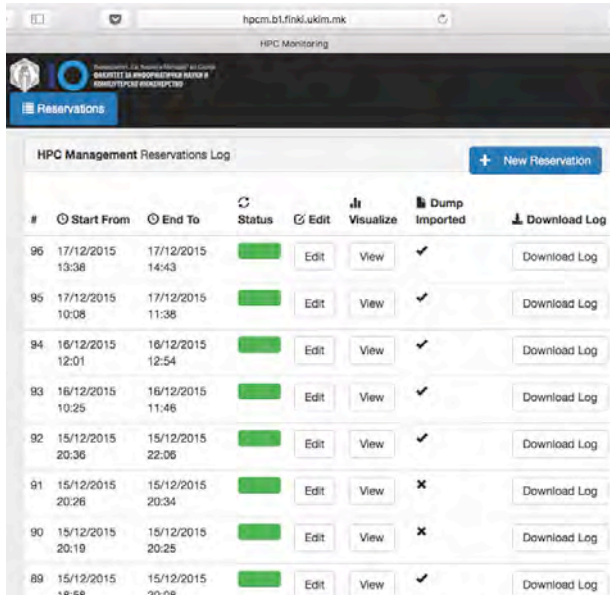 hpcm.b1.finki.ukim.mk
HPC Monitoring
ФАКУЛТЕТ ЗА ИНФОРМАТИЧКИ НАУКИ И
КОМПЈУТЕРСКО ИНЖЕНЕРСТВО
Reservations
HPC Management Reservations Log
+ New Reservation
# Start From End To Status Edit Visualize Dump Imported Download Log
96 17/12/2015 17/12/2015 Edit View ✔ Download Log
13:38 14:43
95 17/12/2015 17/12/2015 Edit View ✔ Download Log
10:08 11:38
94 16/12/2015 16/12/2015 Edit View ✔ Download Log
12:01 12:54
93 16/12/2015 16/12/2015 Edit View ✔ Download Log
10:25 11:46
92 15/12/2015 15/12/2015 Edit View ✔ Download Log
20:36 22:06
91 15/12/2015 15/12/2015 Edit View ✖ Download Log
20:26 20:34
90 15/12/2015 15/12/2015 Edit View ✖ Download Log
20:19 20:25
89 15/12/2015 15/12/2015 Edit View ✔ Download Log